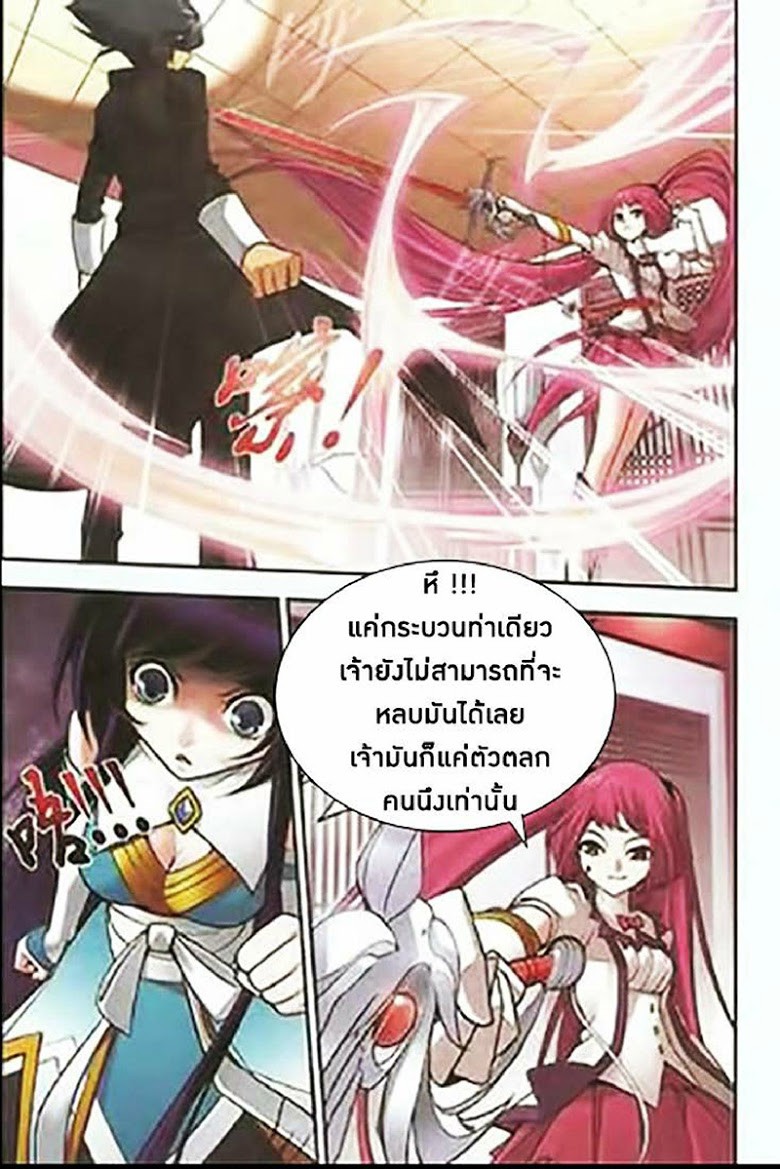 หึ !!!
แค่กระบวนท่าเดียว
เจ้ายังไม่สามารถที่จะ
หลบมันได้เลย
เจ้ามันก็แค่ตัวตลก
คนนึงเท่านั้น